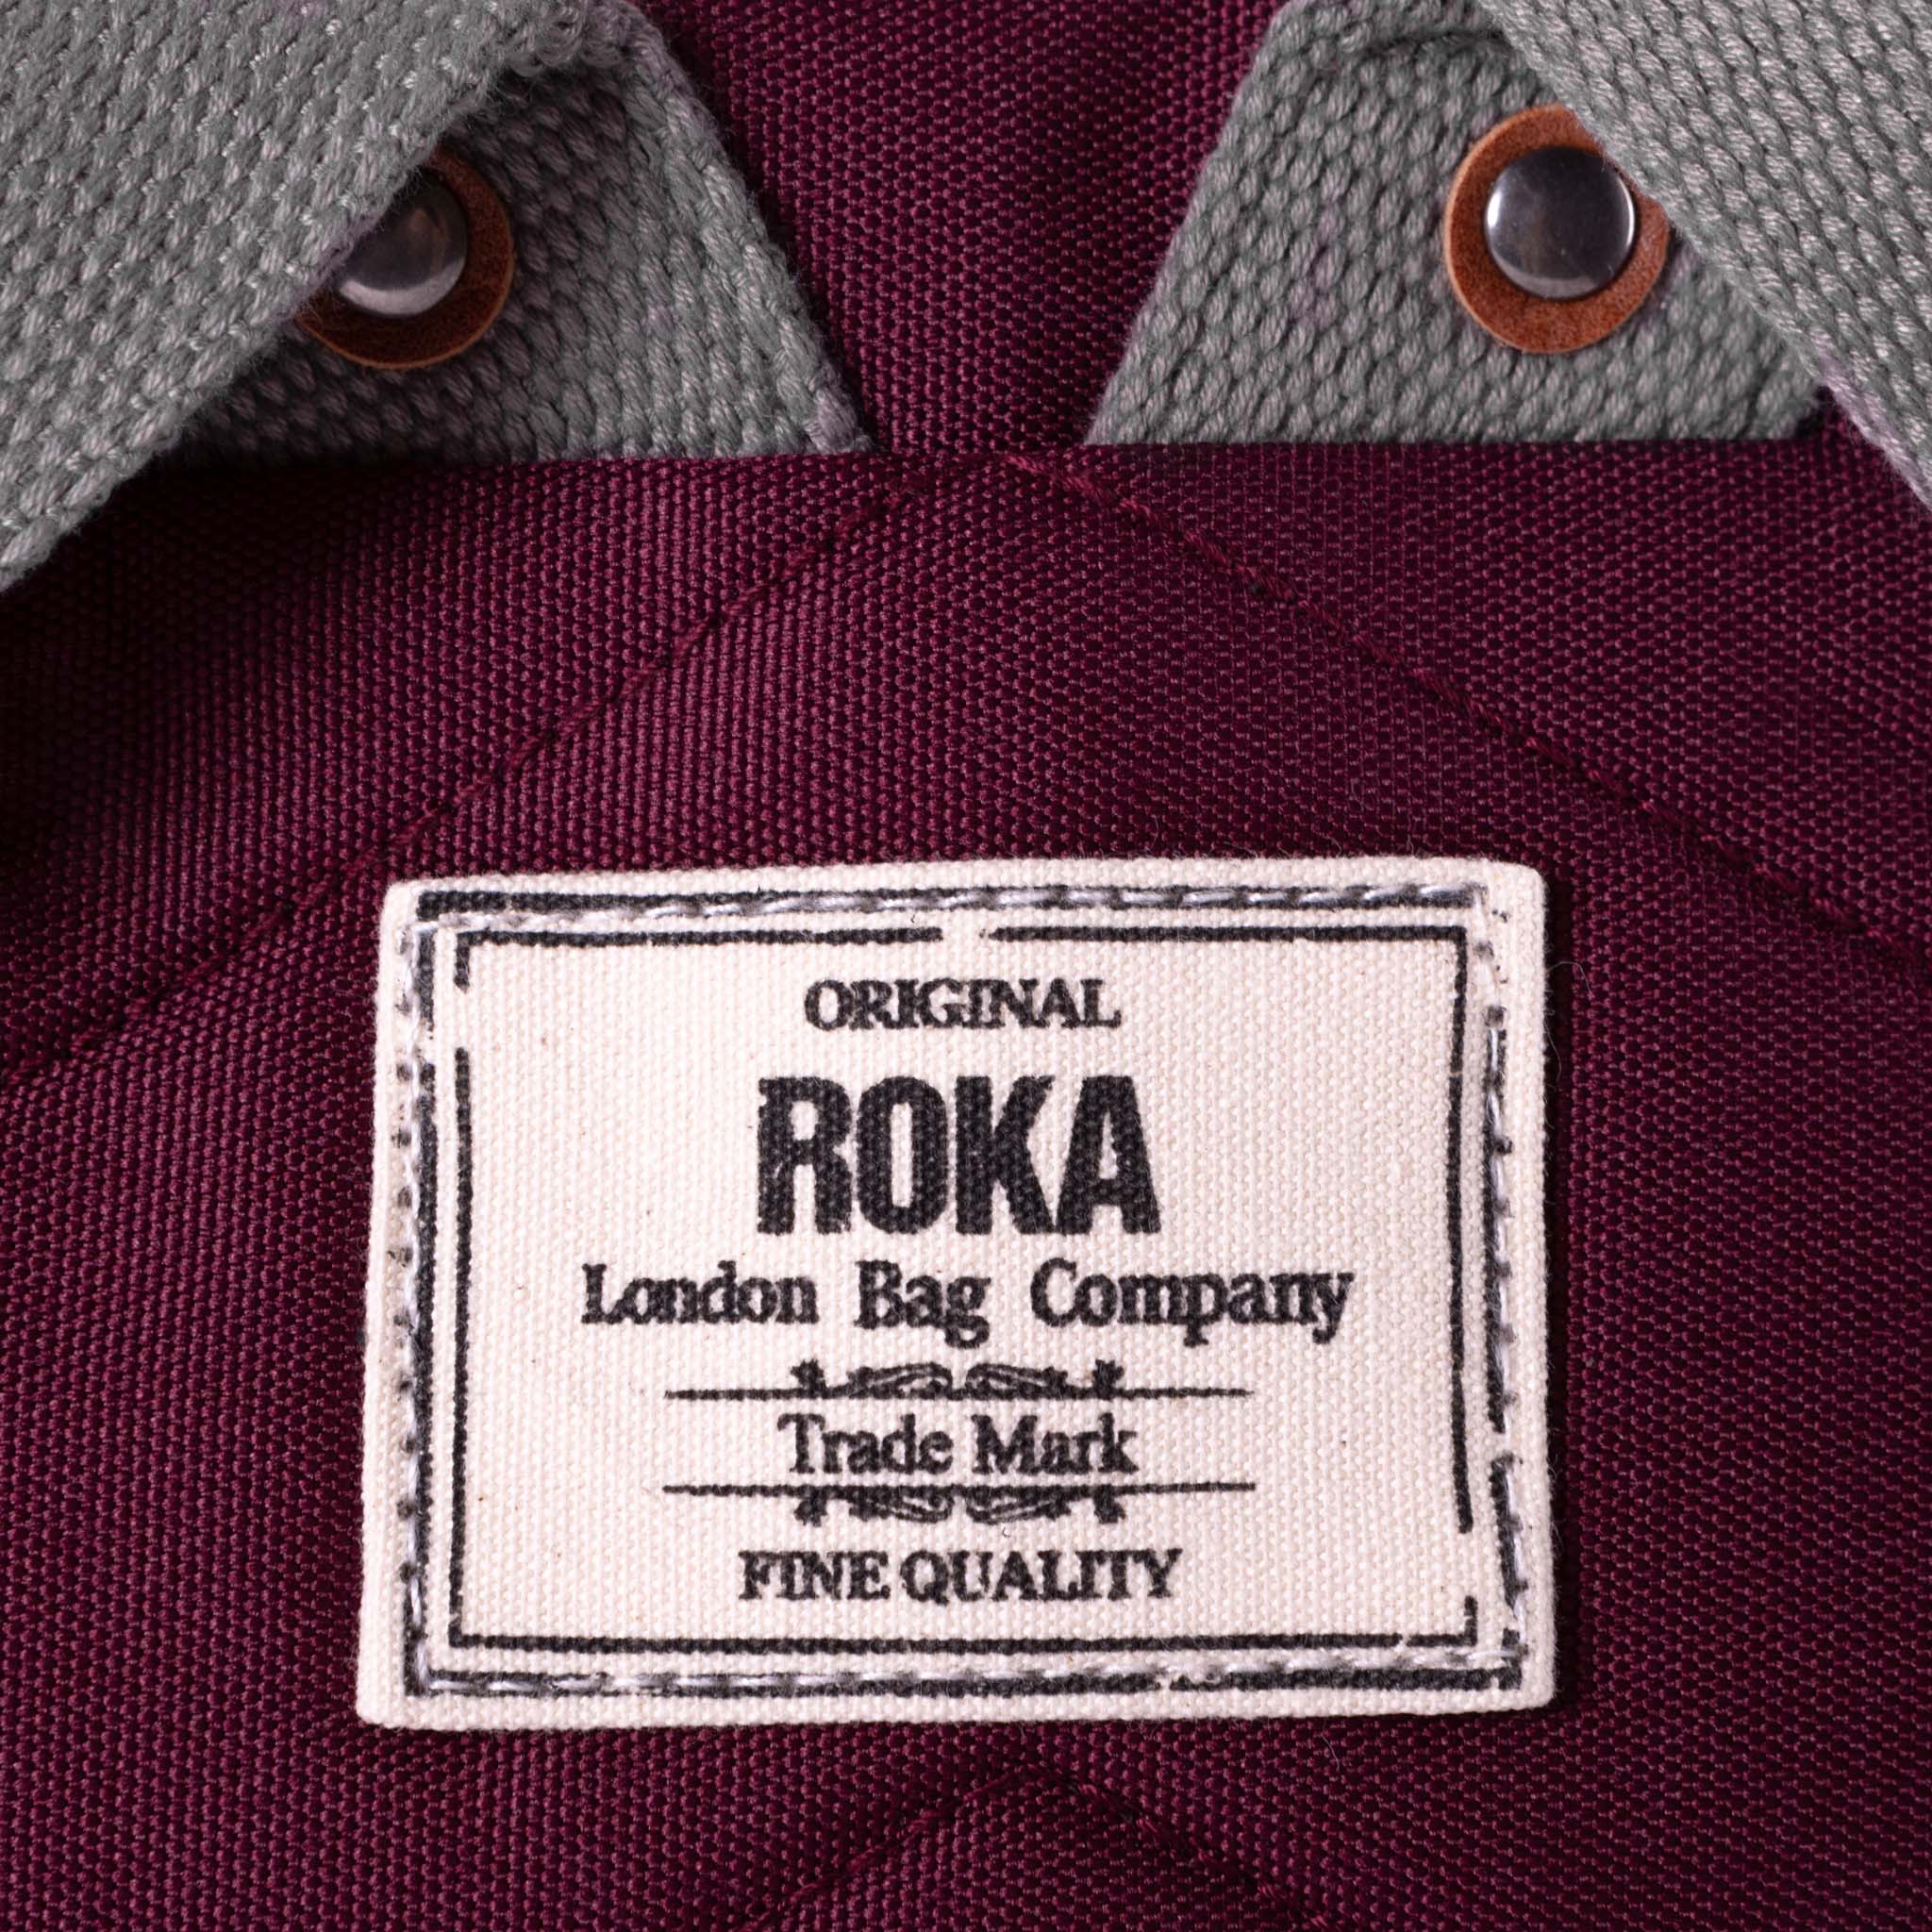 ORIGINAL
ROKA
London Bag Company
Trade Mark
FINE QUALITY